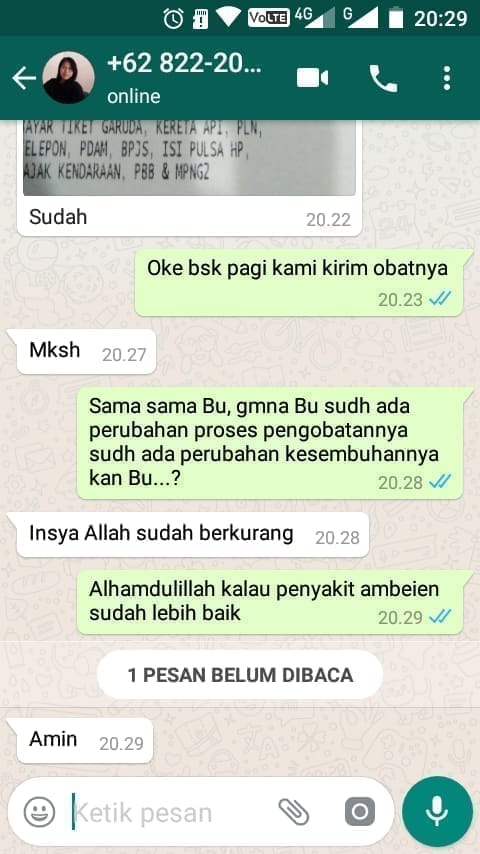 VoLTE 4G G 20:29
+62 822-20...
online
AYAR TIKET GARUDA, KERETA API, PLN,
ELEPON, PDAM, BPJS, ISI PULSA HP,
AJAK KENDARAAN, PBB & MPNG2
Sudah 20.22
Oke bsk pagi kami kirim obatnya
20.23
Mksh 20.27
Sama sama Bu, gmna Bu sudh ada
perubahan proses pengobatannya
sudh ada perubahan kesembuhannya
kan Bu...? 20.28
Insya Allah sudah berkurang 20.28
Alhamdulillah kalau penyakit ambeien
sudah lebih baik 20.29
1 PESAN BELUM DIBACA
Amin 20.29
Ketik pesan